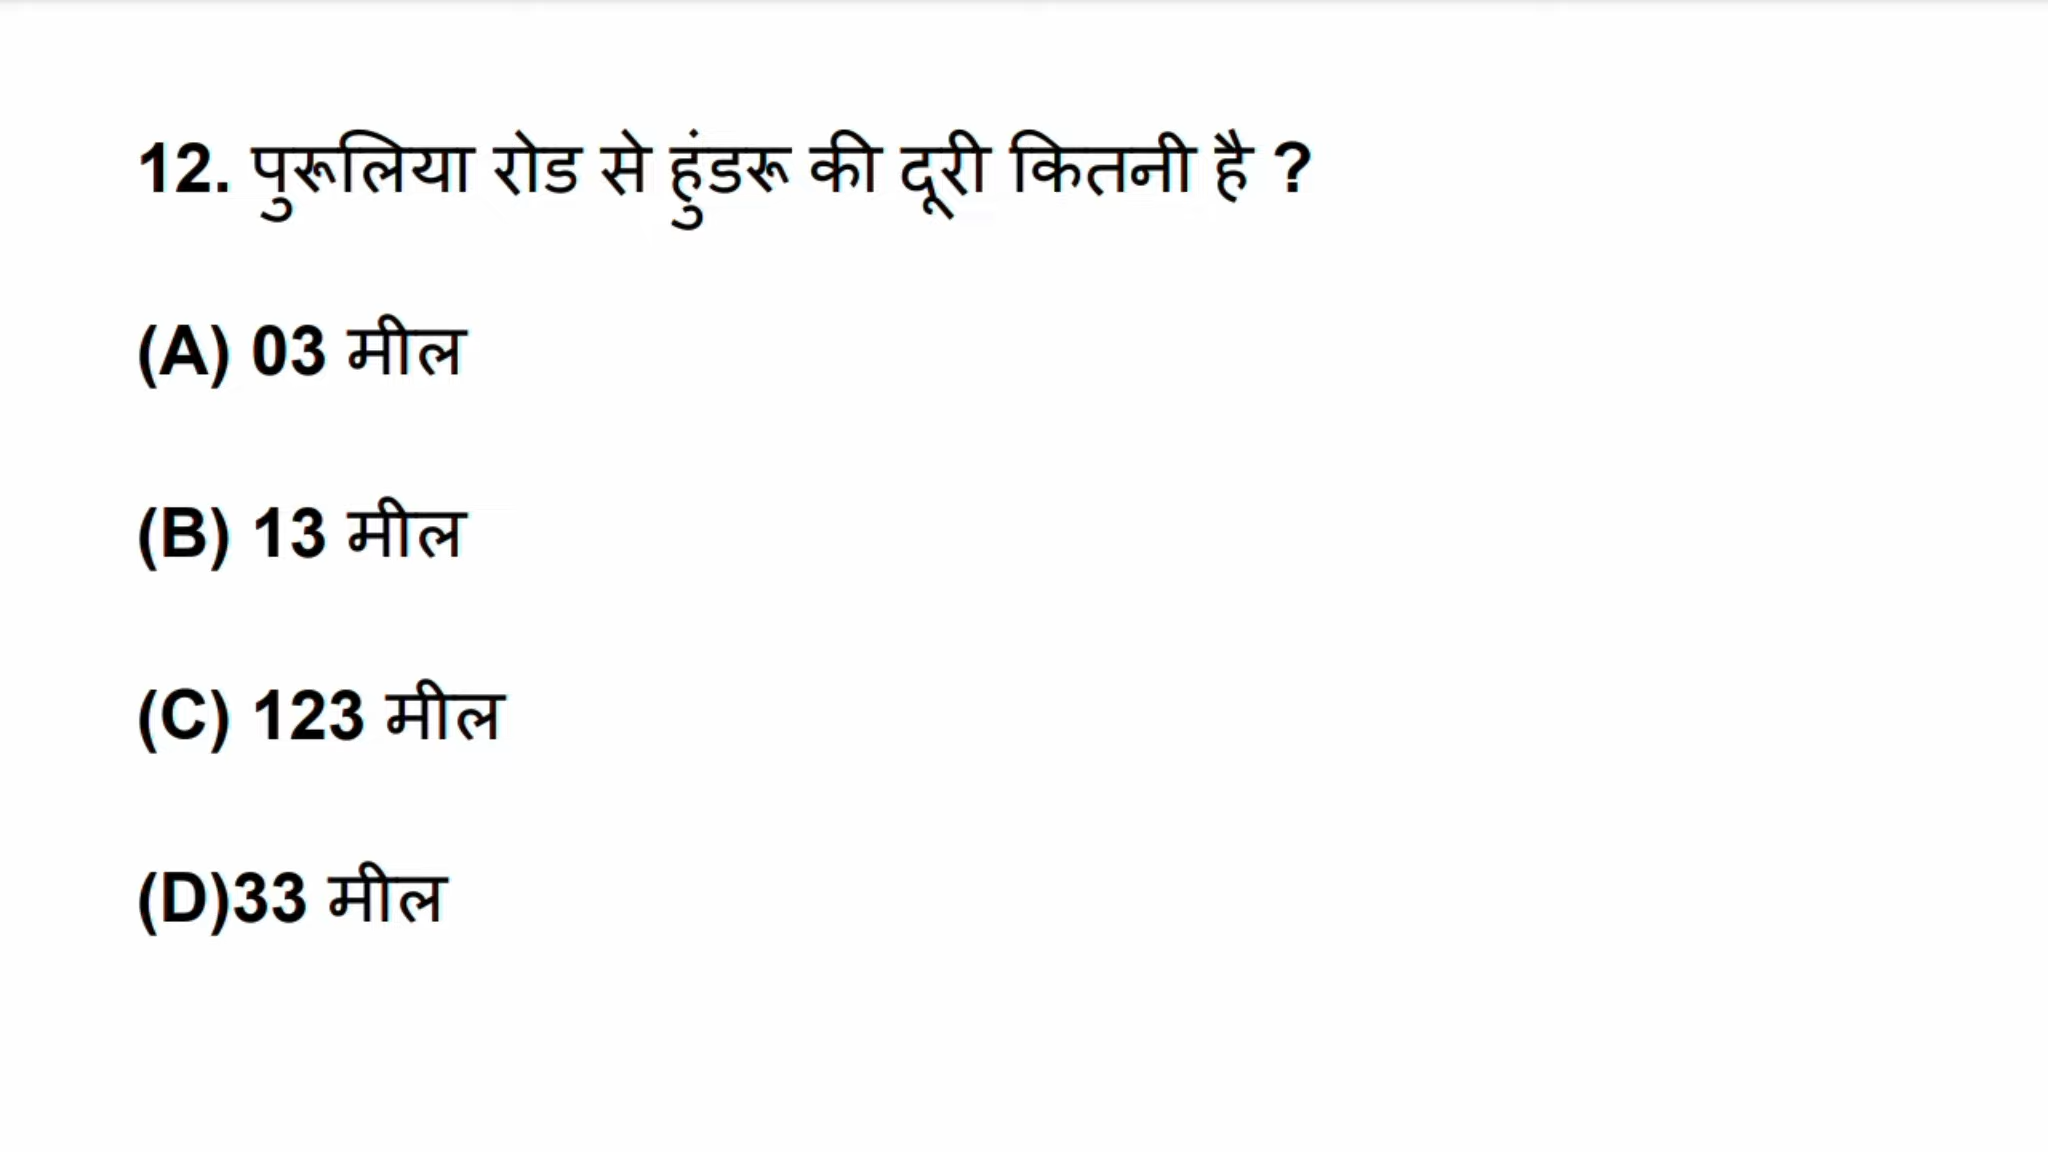 12. पुरूलिया रोड से हुंडरू की दूरी कितनी है ?
(A) 03 मील
(B) 13 मील
(C) 123 मील
(D)33 मील